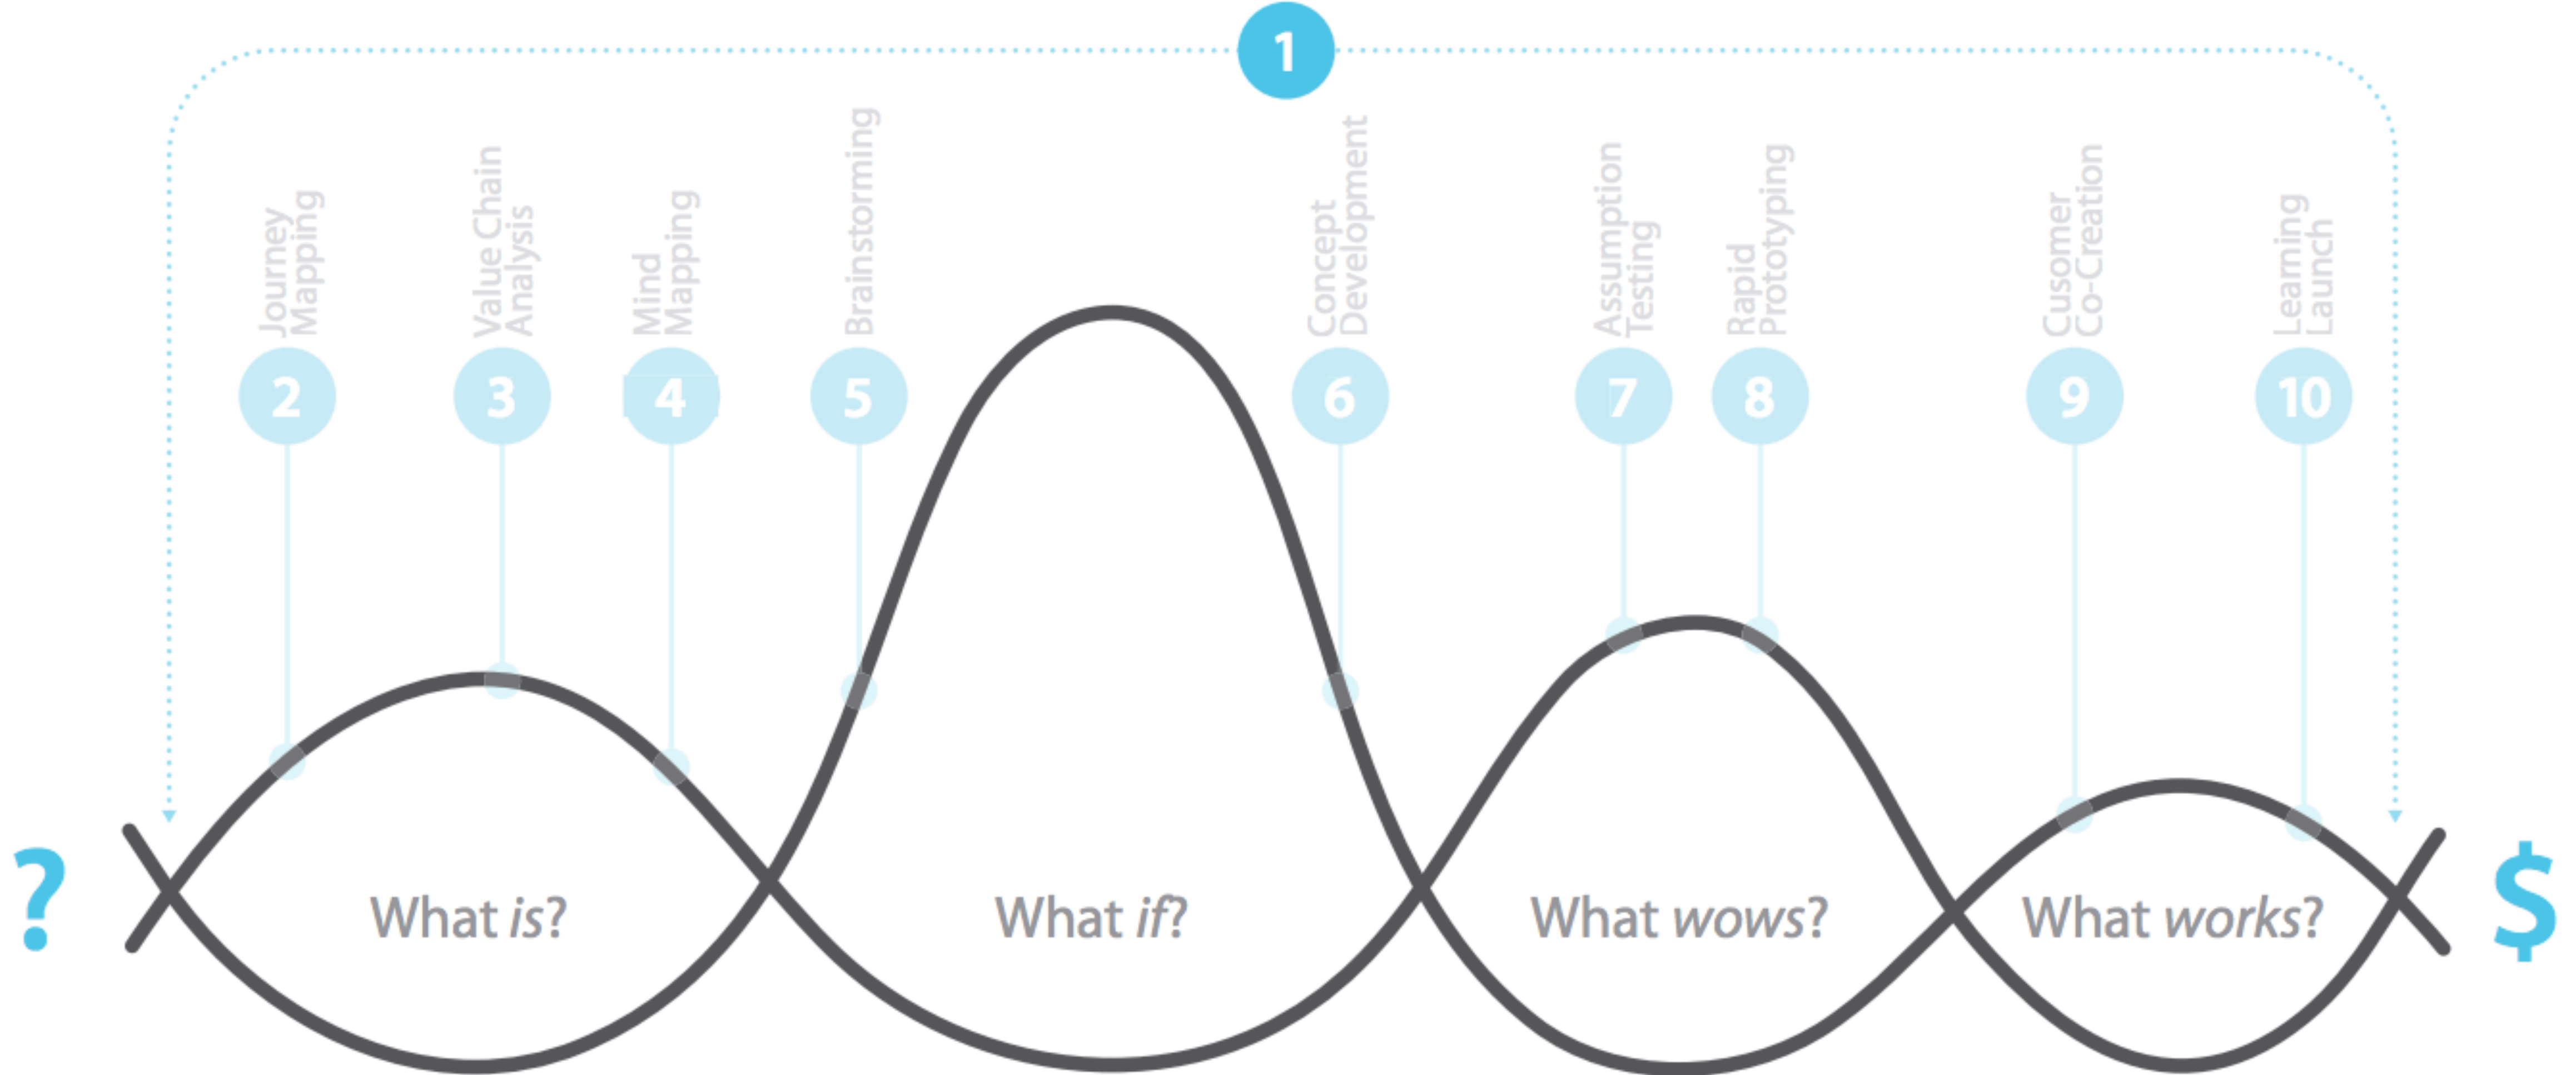 1
Journey
Mapping
Value Chain
Analysis
Mind
Mapping
Brainstorming
Concept
Development
Assumption
Testing
Rapid
Prototyping
Cusomer
Co-Creation
Learning
Launch
2
3
4
5
6
7
8
9
10
?
What is?
What if?
What wows?
What works?
$